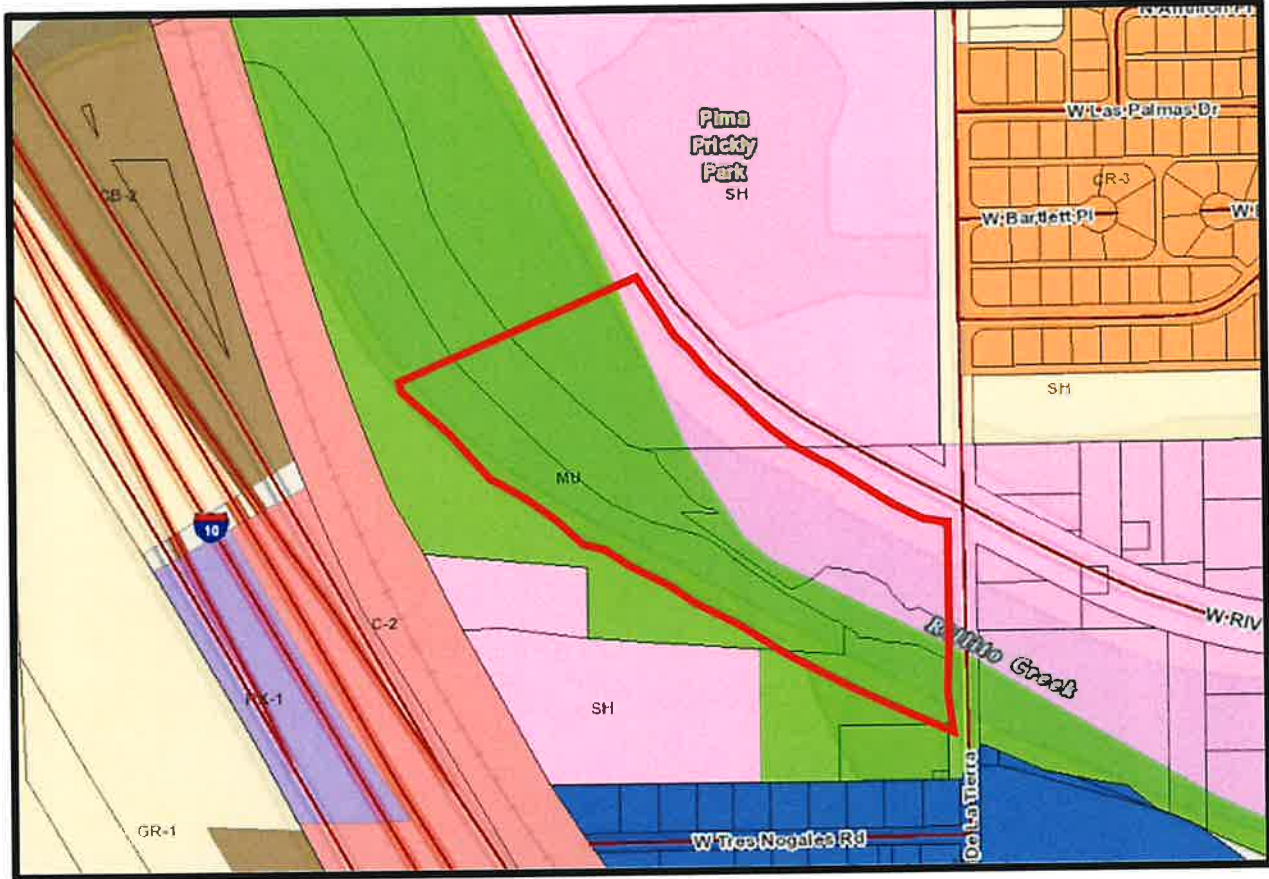 Pima
Prickly
Park
SH
W Las Palmas Dr
CR-3
W Bartlett Pl
CB-2
SH
MU
10
C-2
W RIV
Rillito Creek
SH
GR-1
W Tres Nogales Rd
De La Tierra